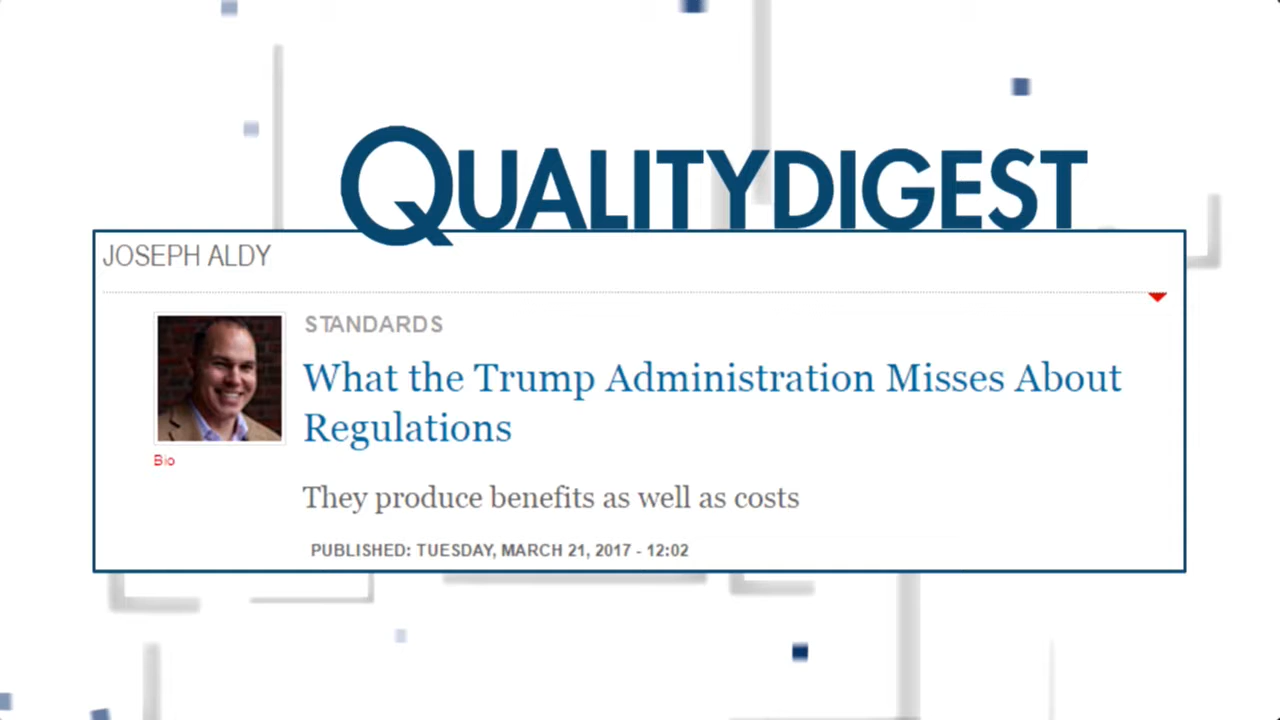 QUALITYDIGEST
JOSEPH ALDY
STANDARDS
What the Trump Administration Misses About
Regulations
Bio
They produce benefits as well as costs
PUBLISHED: TUESDAY, MARCH 21, 2017 - 12:02